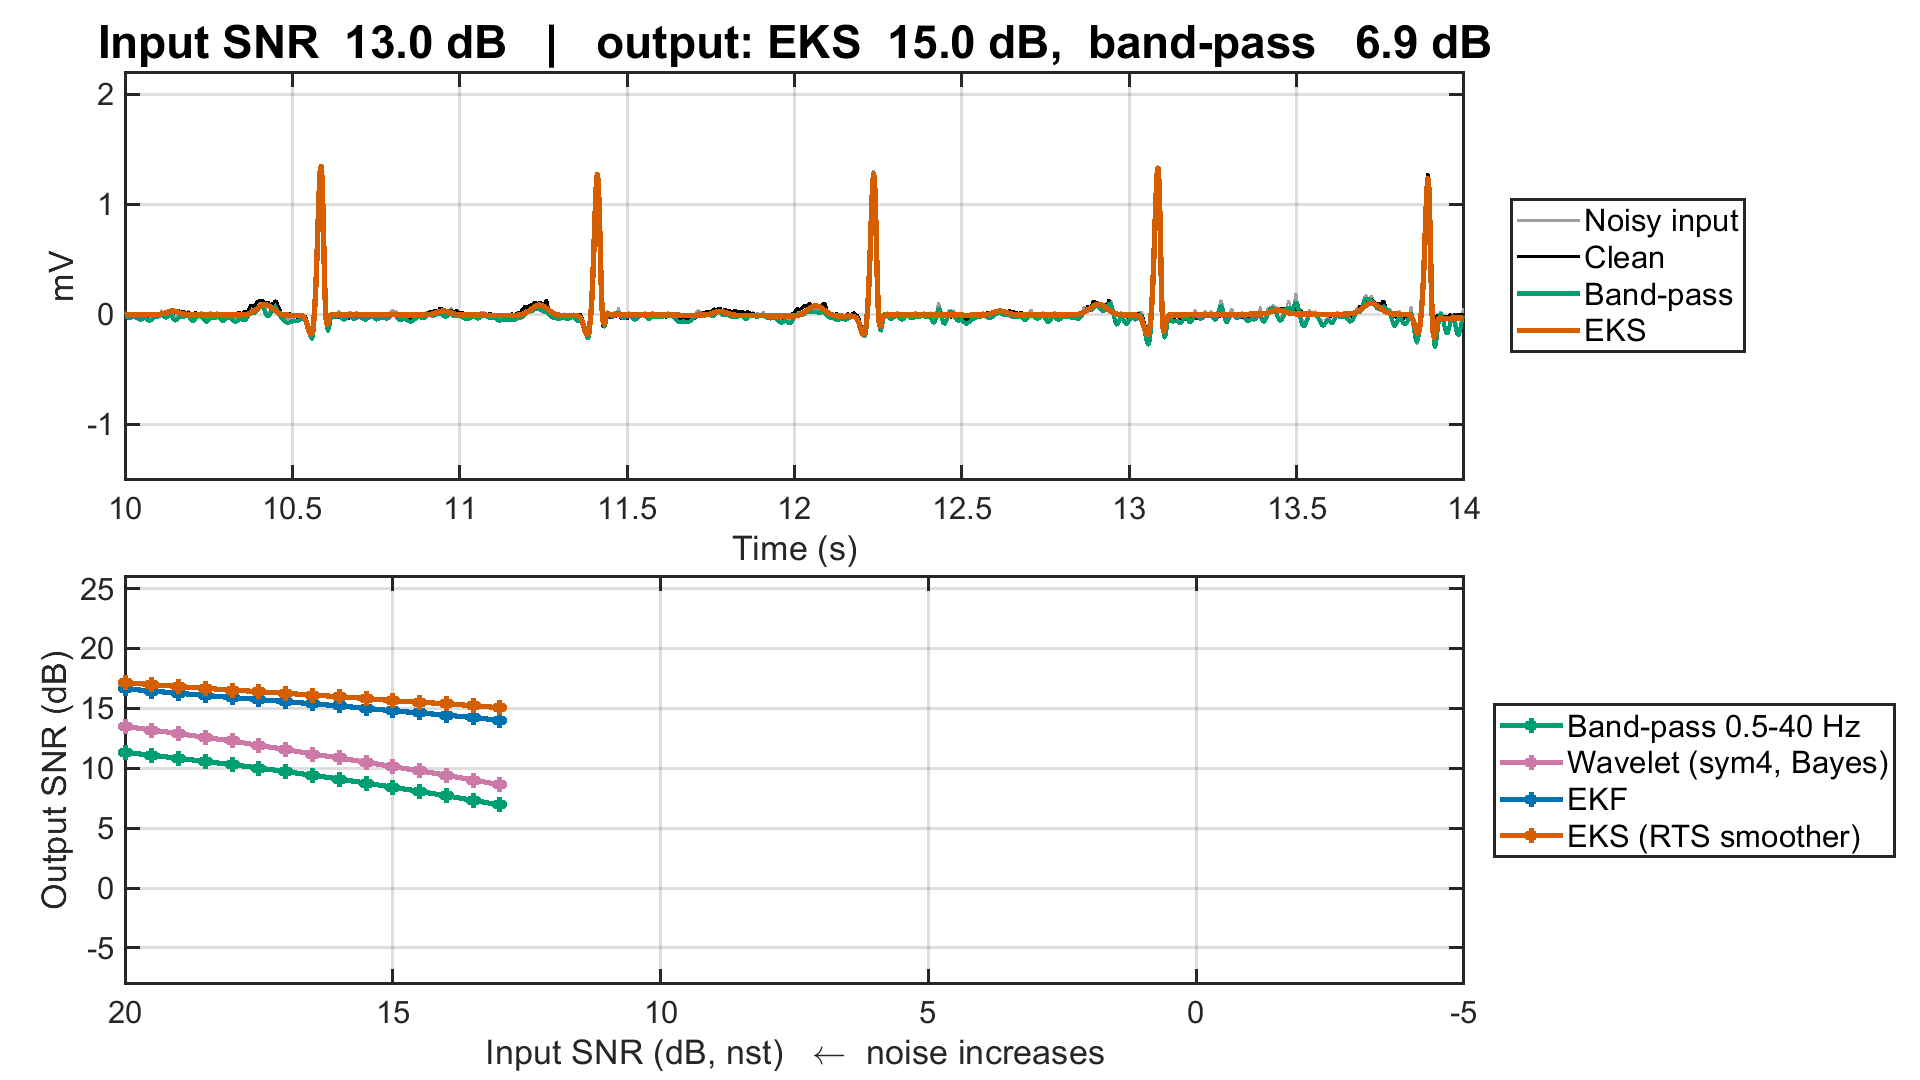 Input SNR  13.0 dB   |   output: EKS  15.0 dB,  band-pass   6.9 dB
2
1
0
-1
mV
10
10.5
11
11.5
12
12.5
13
13.5
14
Time (s)
Noisy input
Clean
Band-pass
EKS
25
20
15
10
5
0
-5
Output SNR (dB)
20
15
10
5
0
-5
Input SNR (dB, nst)   ←  noise increases
Band-pass 0.5-40 Hz
Wavelet (sym4, Bayes)
EKF
EKS (RTS smoother)